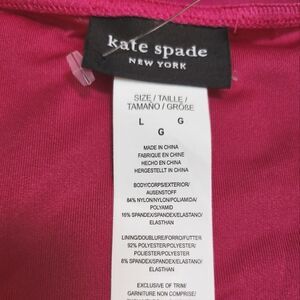 kate spade
NEW YORK
SIZE / TAILLE /
TAMAÑO / GRÖßE
L G
G
MADE IN CHINA
FABRIQUE EN CHINE
HECHO EN CHINA
HERGESTELLT IN CHINA
BODY/CORPS/EXTERIOR/
AUSENSTOFF
84% NYLON/NYLON/POLIAMIDA/
POLYAMID
16% SPANDEX/SPANDEX/ELASTANO/
ELASTHAN
LINING/DOUBLURE/FORRO/FUTTER
92% POLYESTER/POLYESTER/
POLIESTER/POLYESTER
8% SPANDEX/SPANDEX/ELASTANO/
ELASTHAN
EXCLUSIVE OF TRIM/
GARNITURE NON COMPRISE/